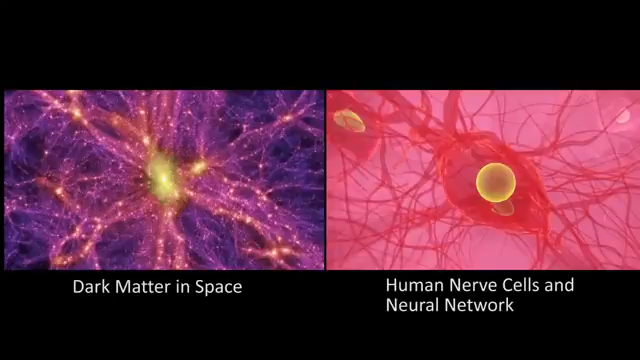 Dark Matter in Space
Human Nerve Cells and
Neural Network